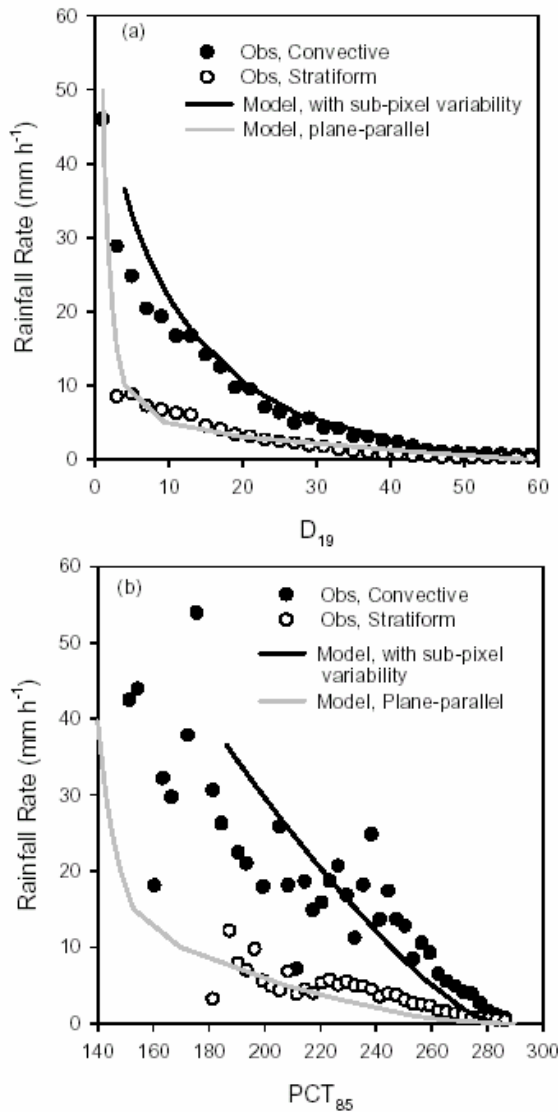 (a)
Obs, Convective
Obs, Stratiform
Model, with sub-pixel variability
Model, plane-parallel
60
50
40
30
20
10
0
Rainfall Rate (mm h-1)
0 10 20 30 40 50 60
D19
(b)
Obs, Convective
Obs, Stratiform
Model, with sub-pixel
variability
Model, Plane-parallel
60
50
40
30
20
10
0
Rainfall Rate (mm h-1)
140 160 180 200 220 240 260 280 300
PCT85